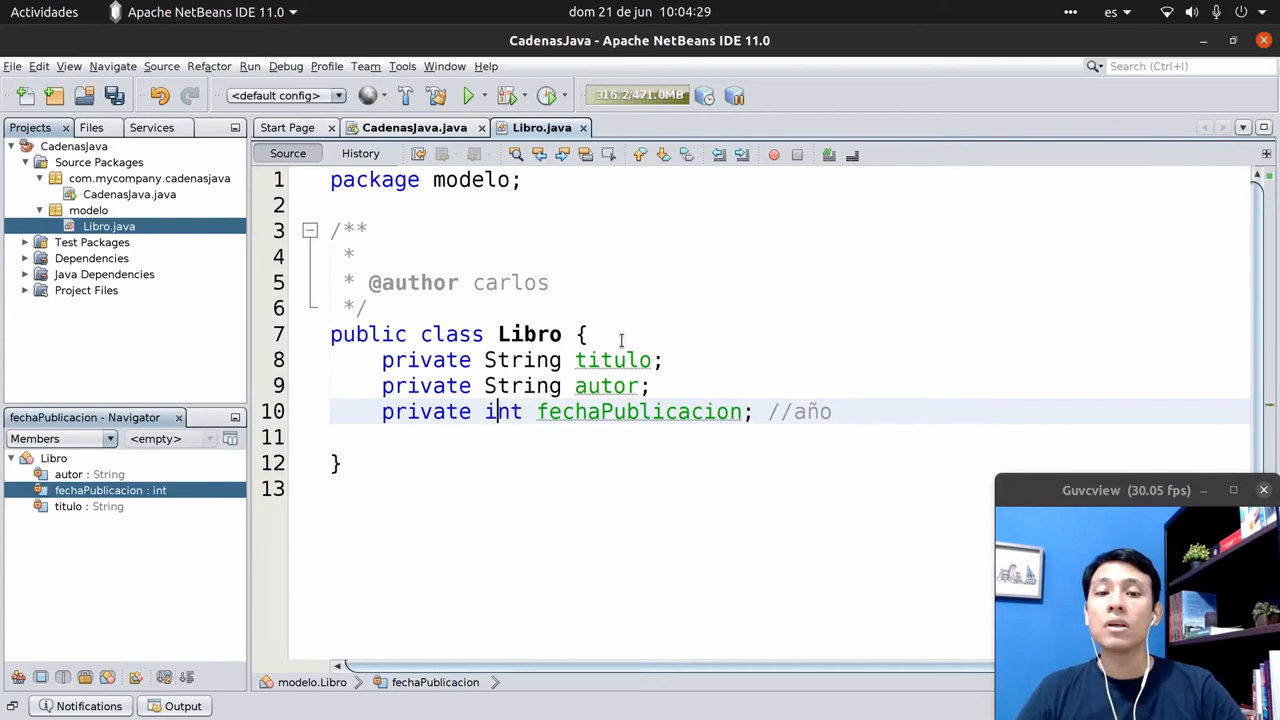 Actividades
Apache NetBeans IDE 11.0
dom 21 de jun 10:04:29
es
CadenasJava - Apache NetBeans IDE 11.0
File Edit View Navigate Source Refactor Run Debug Profile Team Tools Window Help
Search (Ctrl+I)
<default config>
316.2/471.0MB
Projects Files Services
Start Page CadenasJava.java Libro.java
Source History
CadenasJava
Source Packages
com.mycompany.cadenasjava
CadenasJava.java
modelo
Libro.java
Test Packages
Dependencies
Java Dependencies
Project Files
1 package modelo;
2
3 /**
4 *
5 * @author carlos
6 */
7 public class Libro {
8 private String titulo;
9 private String autor;
10 private int fechaPublicacion; //año
11
12 }
13
fechaPublicacion - Navigator
Members <empty>
Libro
autor : String
fechaPublicacion : int
titulo : String
Guvcview (30.05 fps)
modelo.Libro fechaPublicacion
Notifications Output